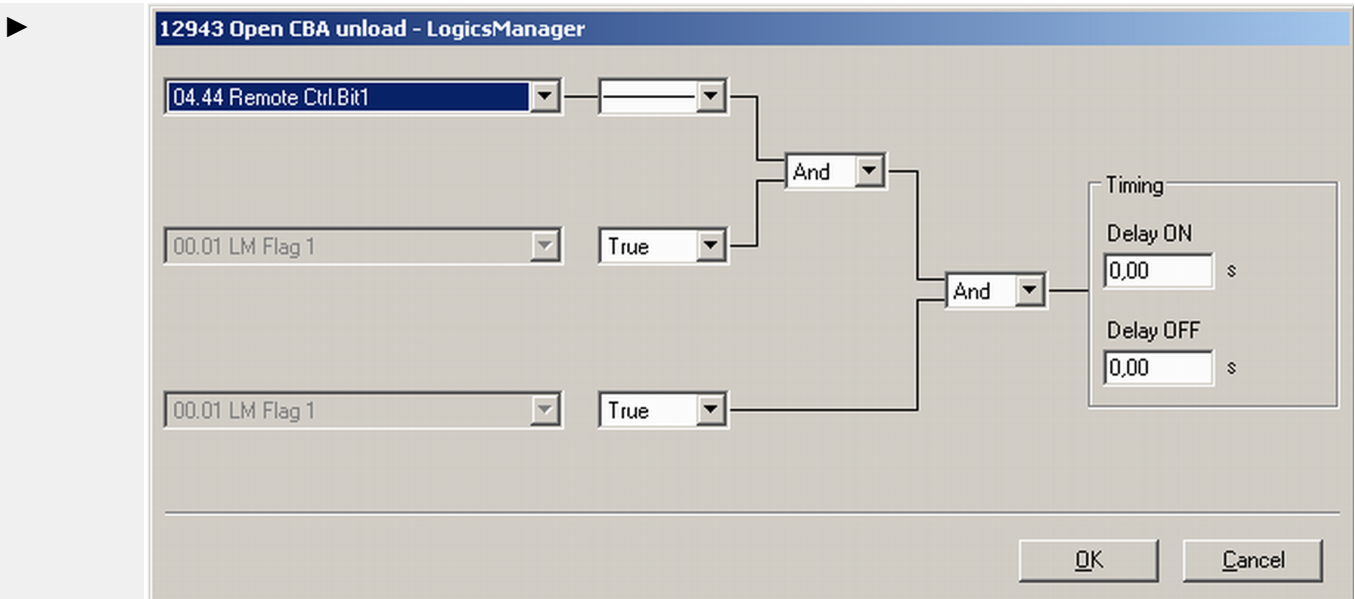 12943 Open CBA unload - LogicsManager
04.44 Remote Ctrl.Bit1
And
Timing
00.01 LM Flag 1 True
Delay ON
0,00 s
And
Delay OFF
0,00 s
00.01 LM Flag 1 True
OK Cancel